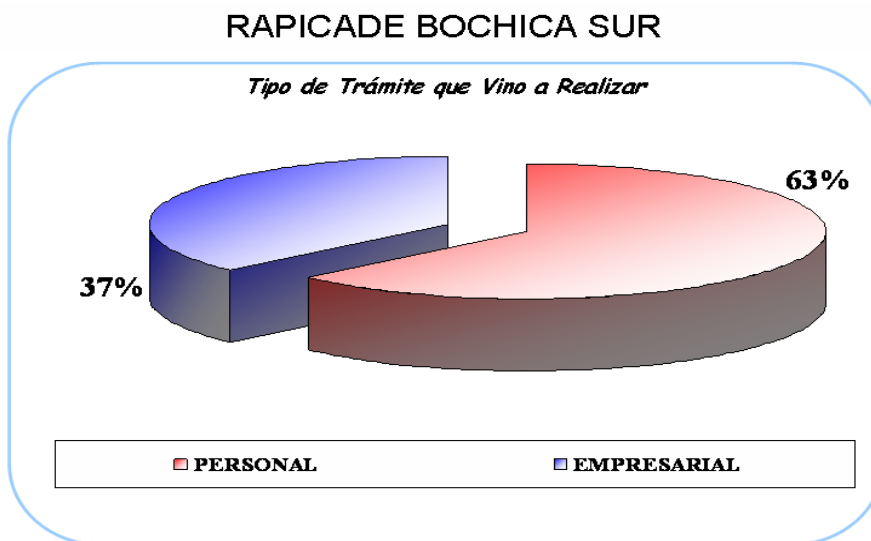 RAPICADE BOCHICA SUR
Tipo de Trámite que Vino a Realizar
63%
37%
PERSONAL EMPRESARIAL